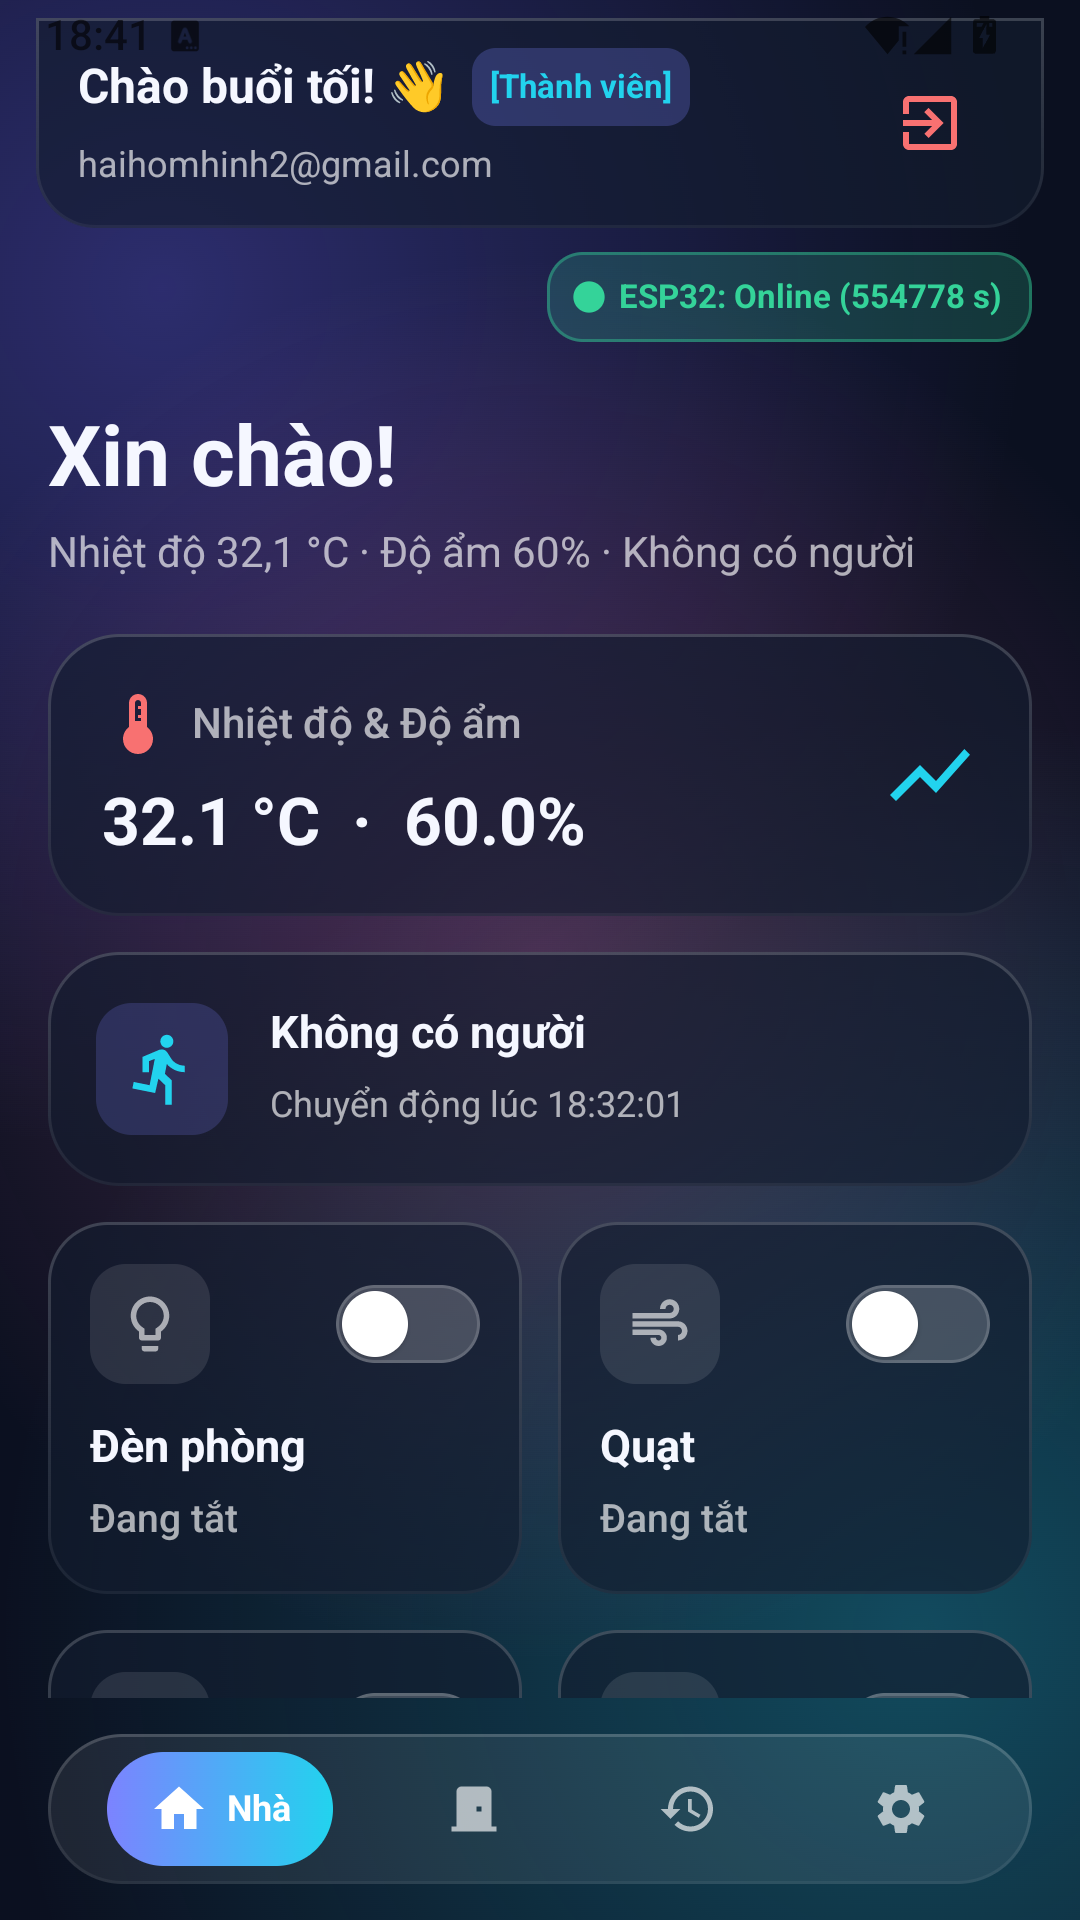 18:41
Chào buổi tối! 👋 [Thành viên]
haihomhinh2@gmail.com
ESP32: Online (554778 s)
Xin chào!
Nhiệt độ 32,1 °C · Độ ẩm 60% · Không có người
Nhiệt độ & Độ ẩm
32.1 °C · 60.0%
Không có người
Chuyển động lúc 18:32:01
Đèn phòng
Đang tắt
Quạt
Đang tắt
Nhà